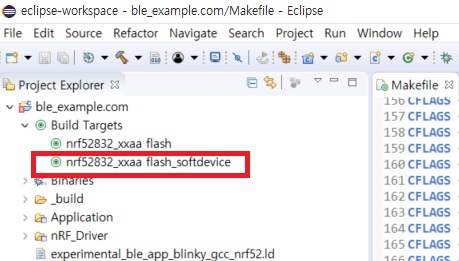 eclipse-workspace - ble_example.com/Makefile - Eclipse
File Edit Source Refactor Navigate Search Project Run Window Help
Project Explorer
Makefile
ble_example.com
Build Targets
nrf52832_xxaa flash
nrf52832_xxaa flash_softdevice
Binaries
_build
Application
nRF_Driver
experimental_ble_app_blinky_gcc_nrf52.ld
156 CFLAGS
157 CFLAGS
158 CFLAGS
159 CFLAGS
160 CFLAGS
161 CFLAGS
162 CFLAGS
163 CFLAGS
164 CFLAGS
165 CFLAGS
166 CFLAGS